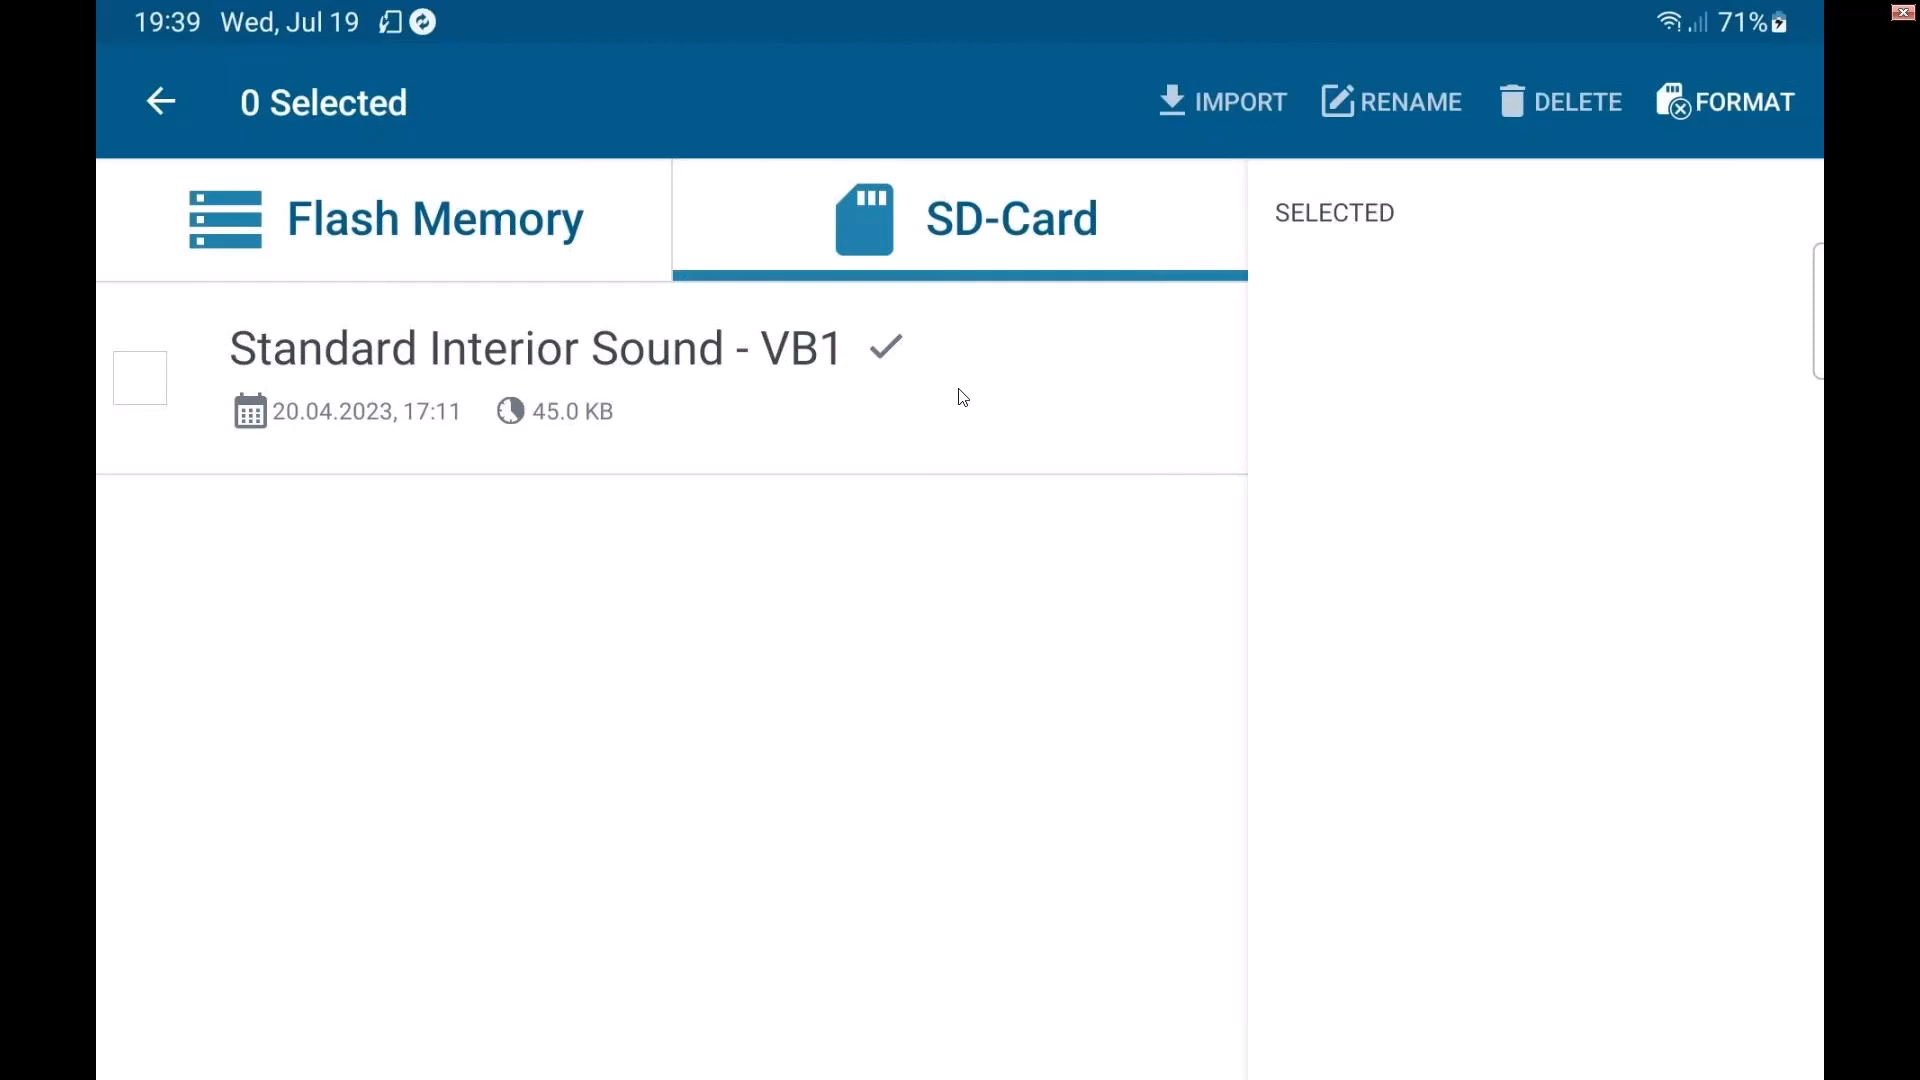 19:39 Wed, Jul 19 71%
0 Selected IMPORT RENAME DELETE FORMAT
Flash Memory SD-Card SELECTED
Standard Interior Sound - VB1
20.04.2023, 17:11 45.0 KB